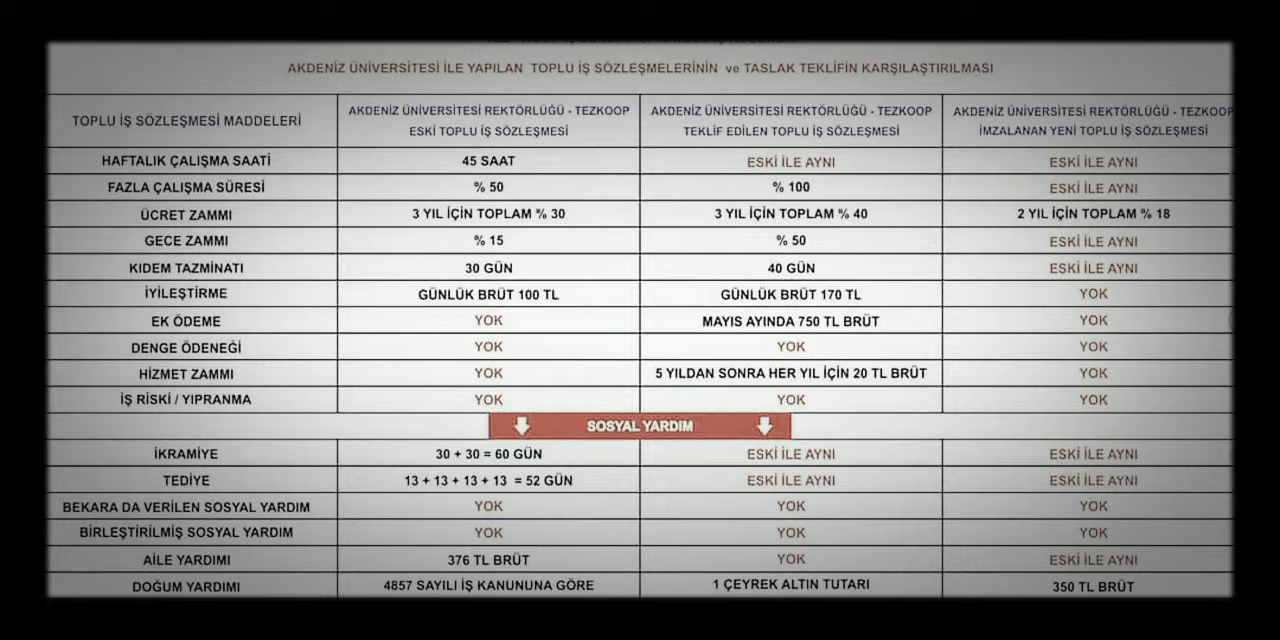 AKDENİZ ÜNİVERSİTESİ İLE YAPILAN TOPLU İŞ SÖZLEŞMELERİNİN ve TASLAK TEKLİFİN KARŞILAŞTIRILMASI
TOPLU İŞ SÖZLEŞMESİ MADDELERİ
AKDENİZ ÜNİVERSİTESİ REKTÖRLÜĞÜ - TEZKOOP
ESKİ TOPLU İŞ SÖZLEŞMESİ
AKDENİZ ÜNİVERSİTESİ REKTÖRLÜĞÜ - TEZKOOP
TEKLİF EDİLEN TOPLU İŞ SÖZLEŞMESİ
AKDENİZ ÜNİVERSİTESİ REKTÖRLÜĞÜ - TEZKOOP
İMZALANAN YENİ TOPLU İŞ SÖZLEŞMESİ
HAFTALIK ÇALIŞMA SAATİ 45 SAAT ESKİ İLE AYNI ESKİ İLE AYNI
FAZLA ÇALIŞMA SÜRESİ % 50 % 100 ESKİ İLE AYNI
ÜCRET ZAMMI 3 YIL İÇİN TOPLAM % 30 3 YIL İÇİN TOPLAM % 40 2 YIL İÇİN TOPLAM % 18
GECE ZAMMI % 15 % 50 ESKİ İLE AYNI
KIDEM TAZMİNATI 30 GÜN 40 GÜN ESKİ İLE AYNI
İYİLEŞTİRME GÜNLÜK BRÜT 100 TL GÜNLÜK BRÜT 170 TL YOK
EK ÖDEME YOK MAYIS AYINDA 750 TL BRÜT YOK
DENGE ÖDENEĞİ YOK YOK YOK
HİZMET ZAMMI YOK 5 YILDAN SONRA HER YIL İÇİN 20 TL BRÜT YOK
İŞ RİSKİ / YIPRANMA YOK YOK YOK
SOSYAL YARDIM
İKRAMİYE 30 + 30 = 60 GÜN ESKİ İLE AYNI ESKİ İLE AYNI
TEDİYE 13 + 13 + 13 + 13 = 52 GÜN ESKİ İLE AYNI ESKİ İLE AYNI
BEKARA DA VERİLEN SOSYAL YARDIM YOK YOK YOK
BİRLEŞTİRİLMİŞ SOSYAL YARDIM YOK YOK YOK
AİLE YARDIMI 376 TL BRÜT YOK ESKİ İLE AYNI
DOĞUM YARDIMI 4857 SAYILI İŞ KANUNUNA GÖRE 1 ÇEYREK ALTIN TUTARI 350 TL BRÜT